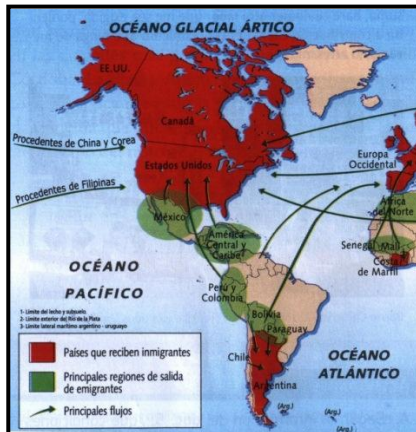 OCÉANO GLACIAL ÁRTICO
EE.UU.
Canadá
Procedentes de China y Corea
Estados Unidos
Europa
Occidental
Procedentes de Filipinas
México
África
del Norte
América
Central y
Caribe
Senegal
Mali
Costa
de Marfil
OCÉANO
PACÍFICO
Perú y
Colombia
Bolivia
Paraguay
1- Límite del lecho y subsuelo
2- Límite exterior del Río de la Plata
3- Límite lateral marítimo argentino - uruguayo
Chile
OCÉANO
ATLÁNTICO
Argentina
Países que reciben inmigrantes
Principales regiones de salida
de emigrantes
Principales flujos
(Arg.)
(Arg.)
(Arg.)